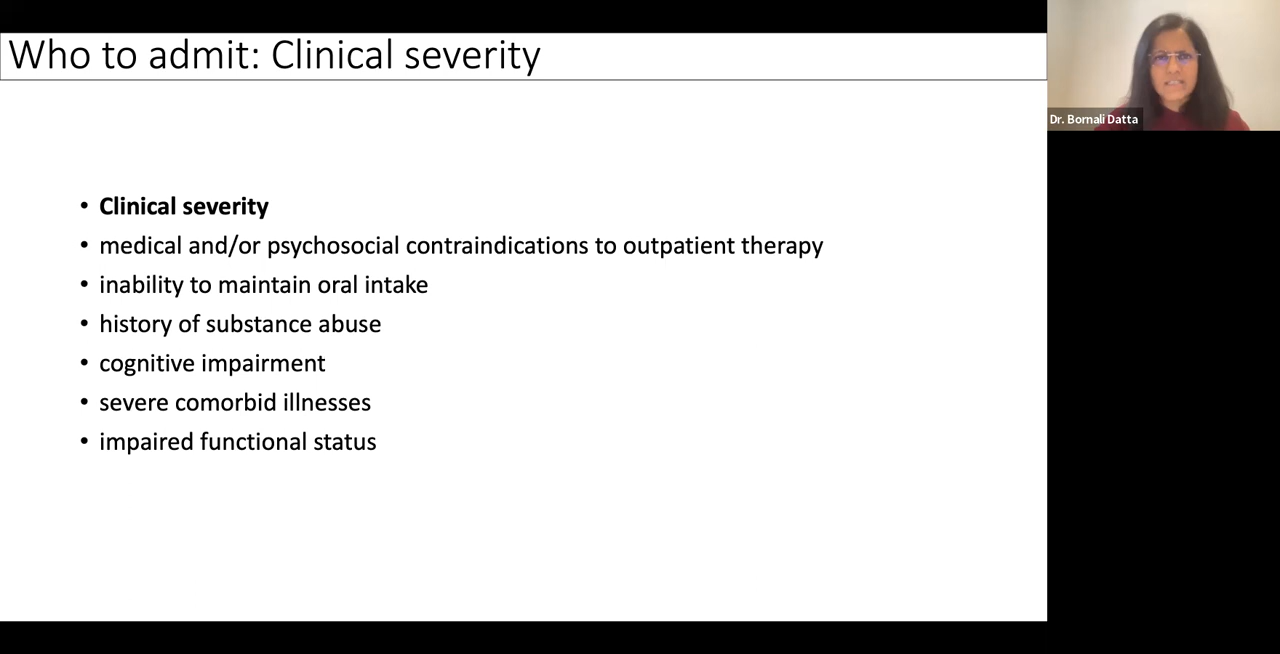 Who to admit: Clinical severity
Dr. Bornali Datta
• Clinical severity
• medical and/or psychosocial contraindications to outpatient therapy
• inability to maintain oral intake
• history of substance abuse
• cognitive impairment
• severe comorbid illnesses
• impaired functional status